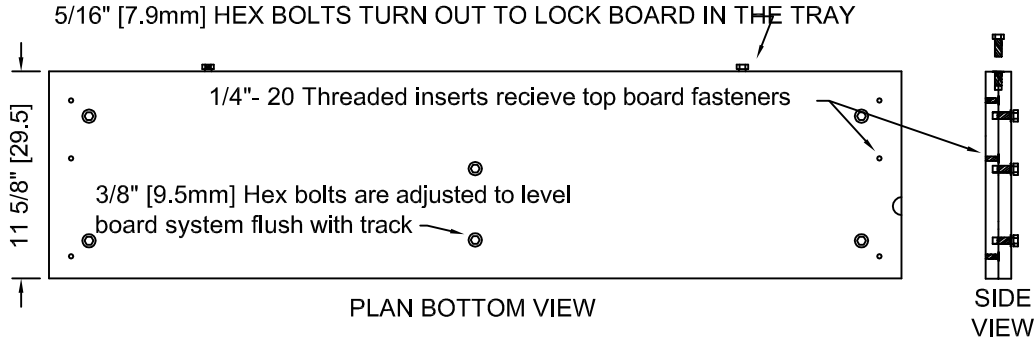 5/16" [7.9mm] HEX BOLTS TURN OUT TO LOCK BOARD IN THE TRAY
1/4"- 20 Threaded inserts recieve top board fasteners
11 5/8" [29.5]
3/8" [9.5mm] Hex bolts are adjusted to level
board system flush with track
PLAN BOTTOM VIEW
SIDE
VIEW